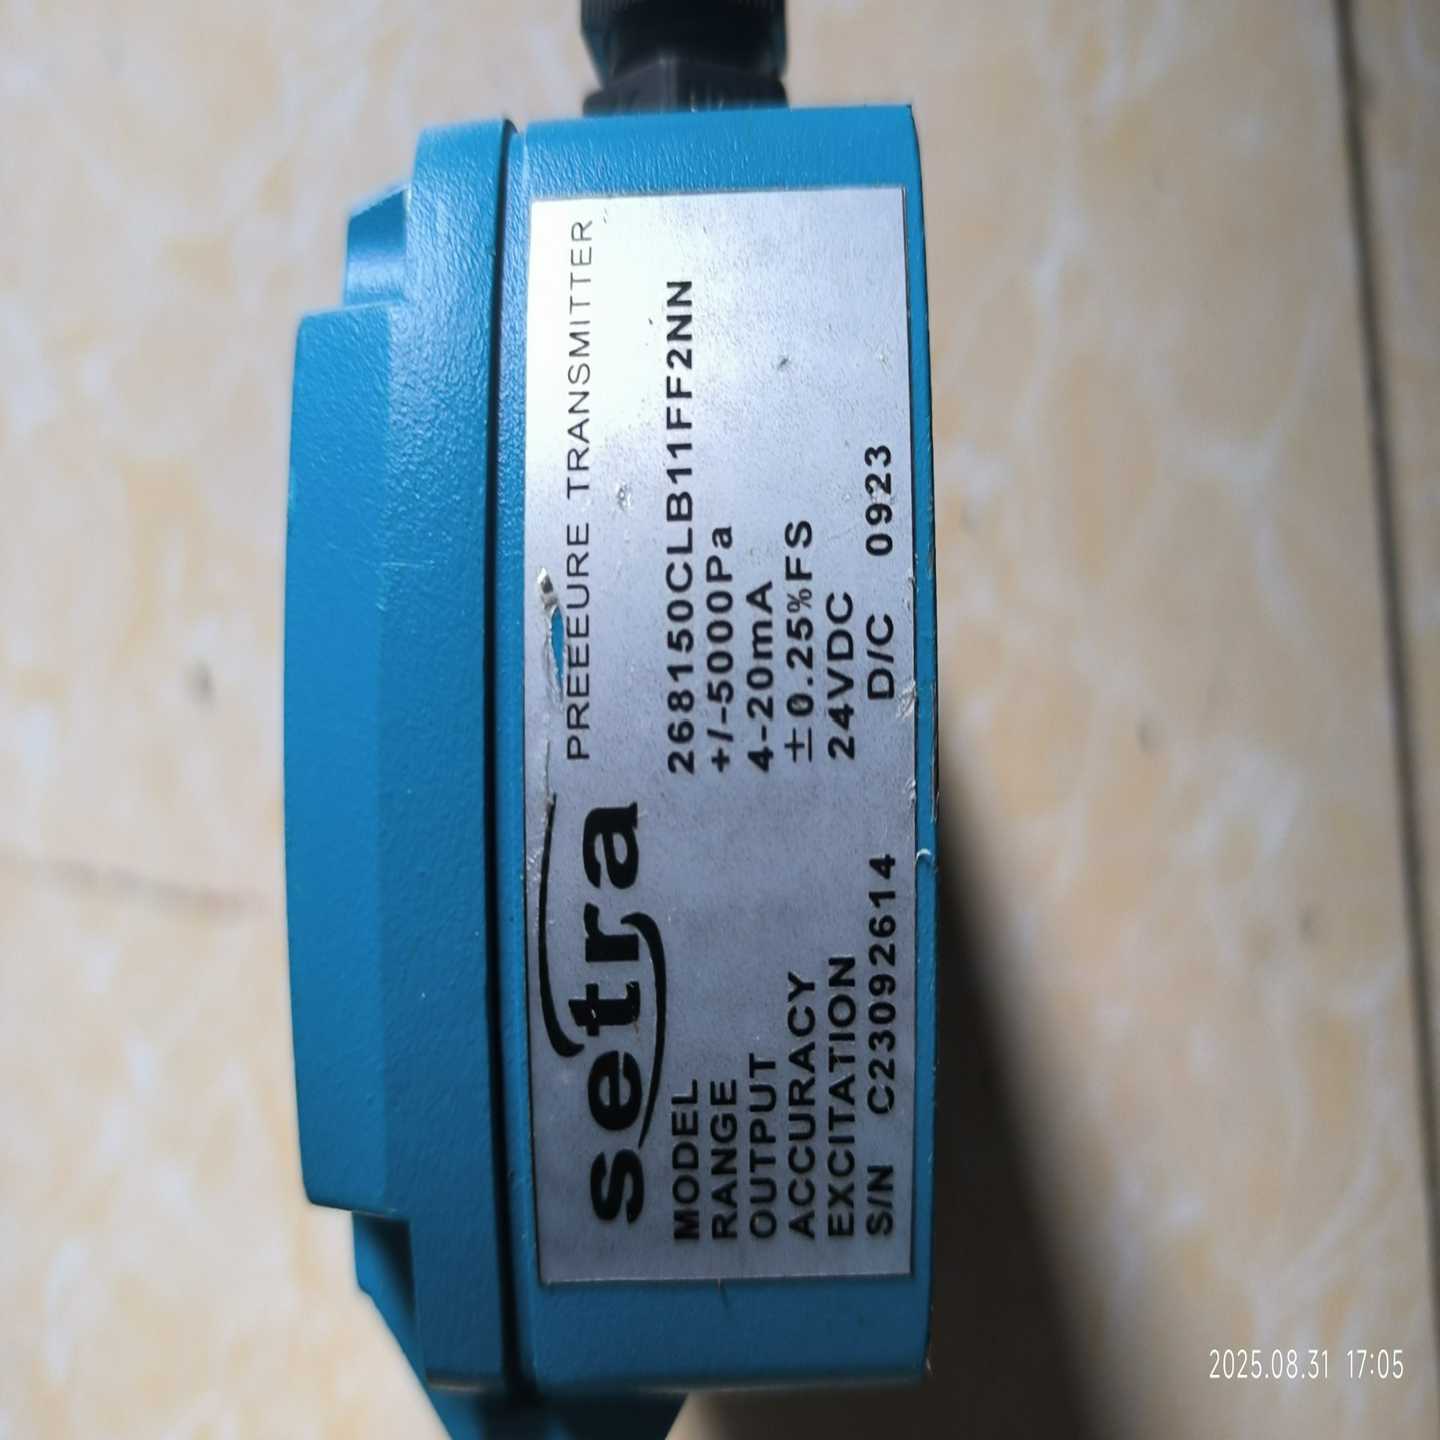 setra PREEEURE TRANSMITTER
MODEL 268150CLB11FF2NN
RANGE +/-5000Pa
OUTPUT 4-20mA
ACCURACY ±0.25%FS
EXCITATION 24VDC
S/N C23092614 D/C 0923
2025.08.31 17:05